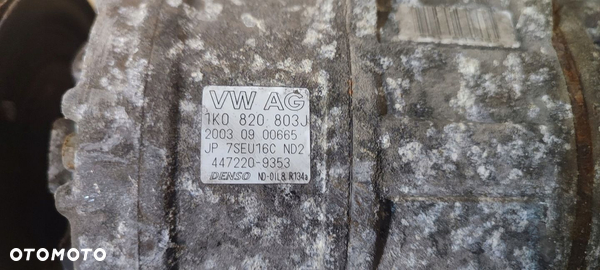 VW AG
1K0 820 803J
2003 09 00665
JP 7SEU16C ND2
447220-9353
DENSO ND-OIL8 R134a
OTOMOTO